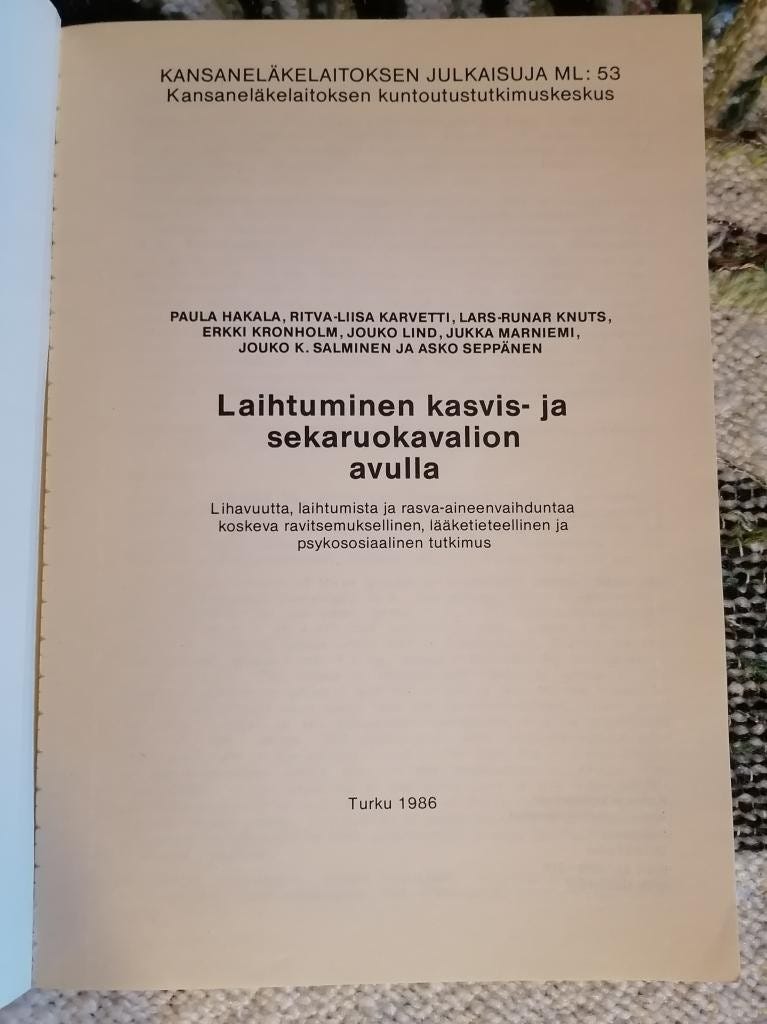 KANSANELÄKELAITOKSEN JULKAISUJA ML: 53
Kansaneläkelaitoksen kuntoutustutkimuskeskus
PAULA HAKALA, RITVA-LIISA KARVETTI, LARS-RUNAR KNUTS,
ERKKI KRONHOLM, JOUKO LIND, JUKKA MARNIEMI,
JOUKO K. SALMINEN JA ASKO SEPPÄNEN
Laihtuminen kasvis- ja
sekaruokavalion
avulla
Lihavuutta, laihtumista ja rasva-aineenvaihduntaa
koskeva ravitsemuksellinen, lääketieteellinen ja
psykososiaalinen tutkimus
Turku 1986